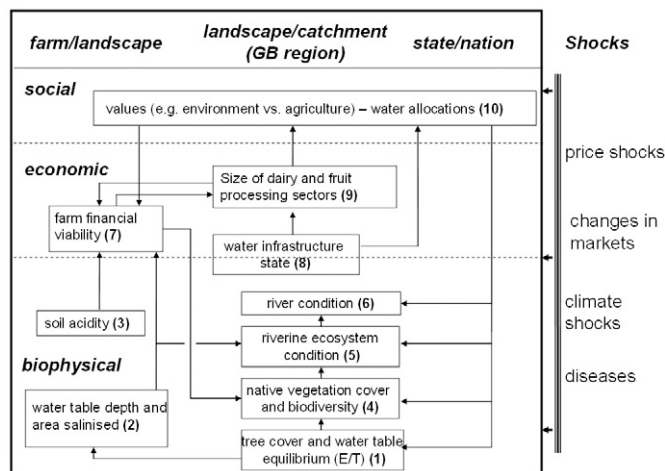 farm/landscape
landscape/catchment
(GB region)
state/nation
Shocks
social
values (e.g. environment vs. agriculture) – water allocations (10)
economic
Size of dairy and fruit
processing sectors (9)
price shocks
farm financial
viability (7)
water infrastructure
state (8)
changes in
markets
river condition (6)
climate
shocks
soil acidity (3)
riverine ecosystem
condition (5)
biophysical
diseases
water table depth and
area salinised (2)
native vegetation cover
and biodiversity (4)
tree cover and water table
equilibrium (E/T) (1)